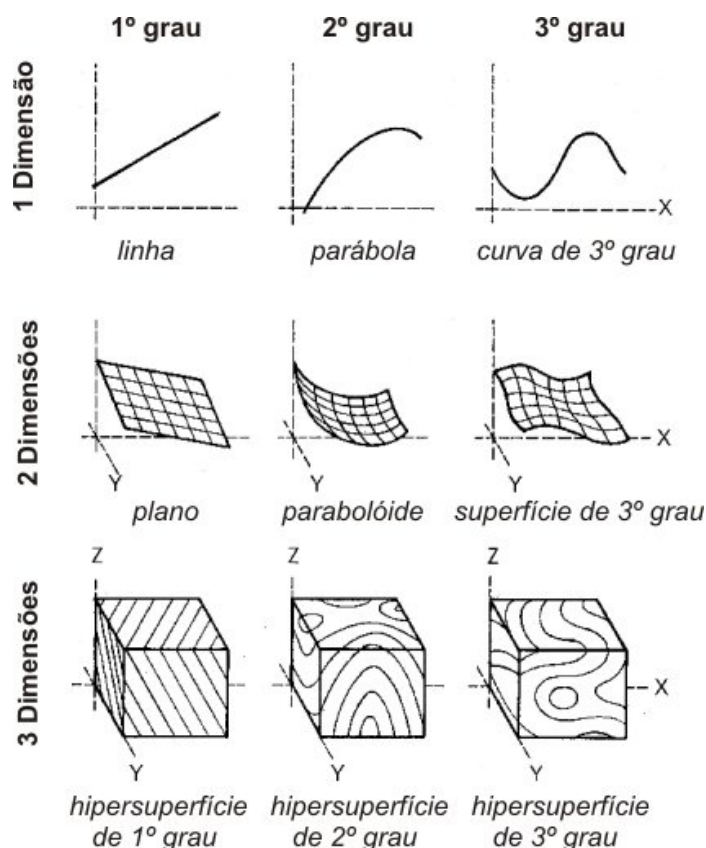 1º grau 2º grau 3º grau
1 Dimensão
X
linha parábola curva de 3º grau
2 Dimensões
X
Y Y Y
plano parabolóide superfície de 3º grau
3 Dimensões
Z Z Z
X
Y Y Y
hipersuperfície hipersuperfície hipersuperfície
de 1º grau de 2º grau de 3º grau